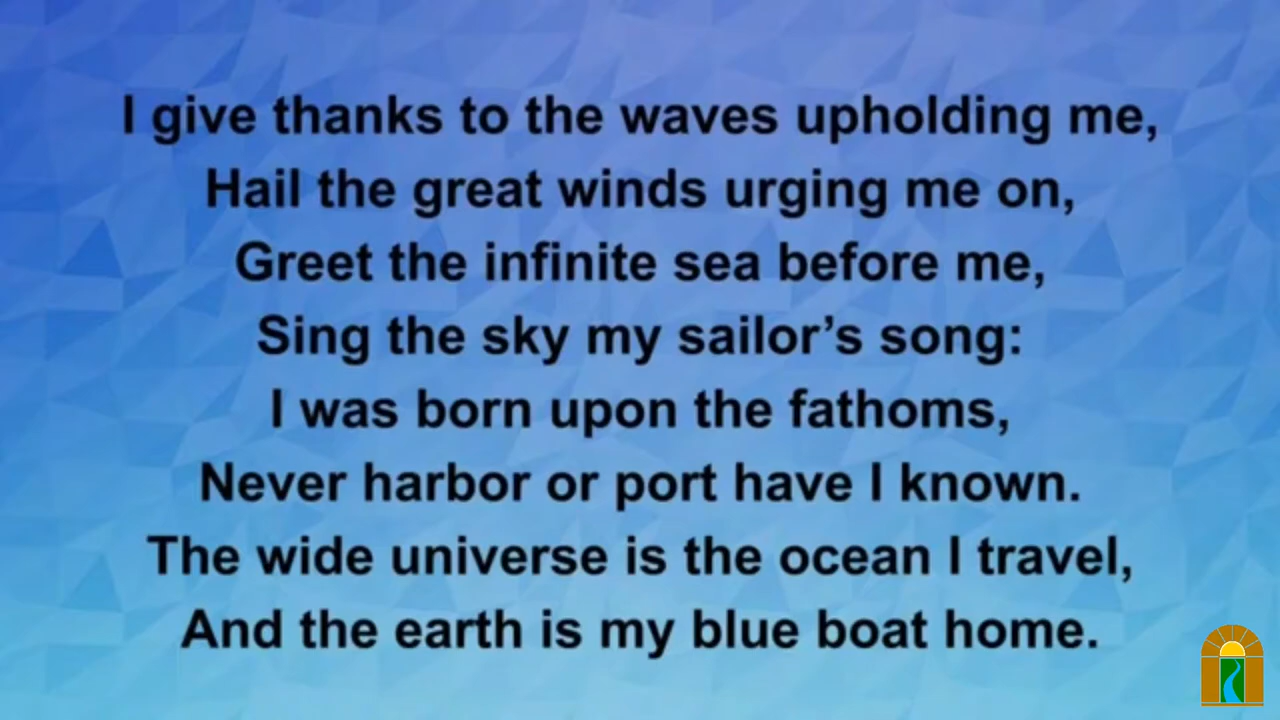 I give thanks to the waves upholding me,
Hail the great winds urging me on,
Greet the infinite sea before me,
Sing the sky my sailor’s song:
I was born upon the fathoms,
Never harbor or port have I known.
The wide universe is the ocean I travel,
And the earth is my blue boat home.